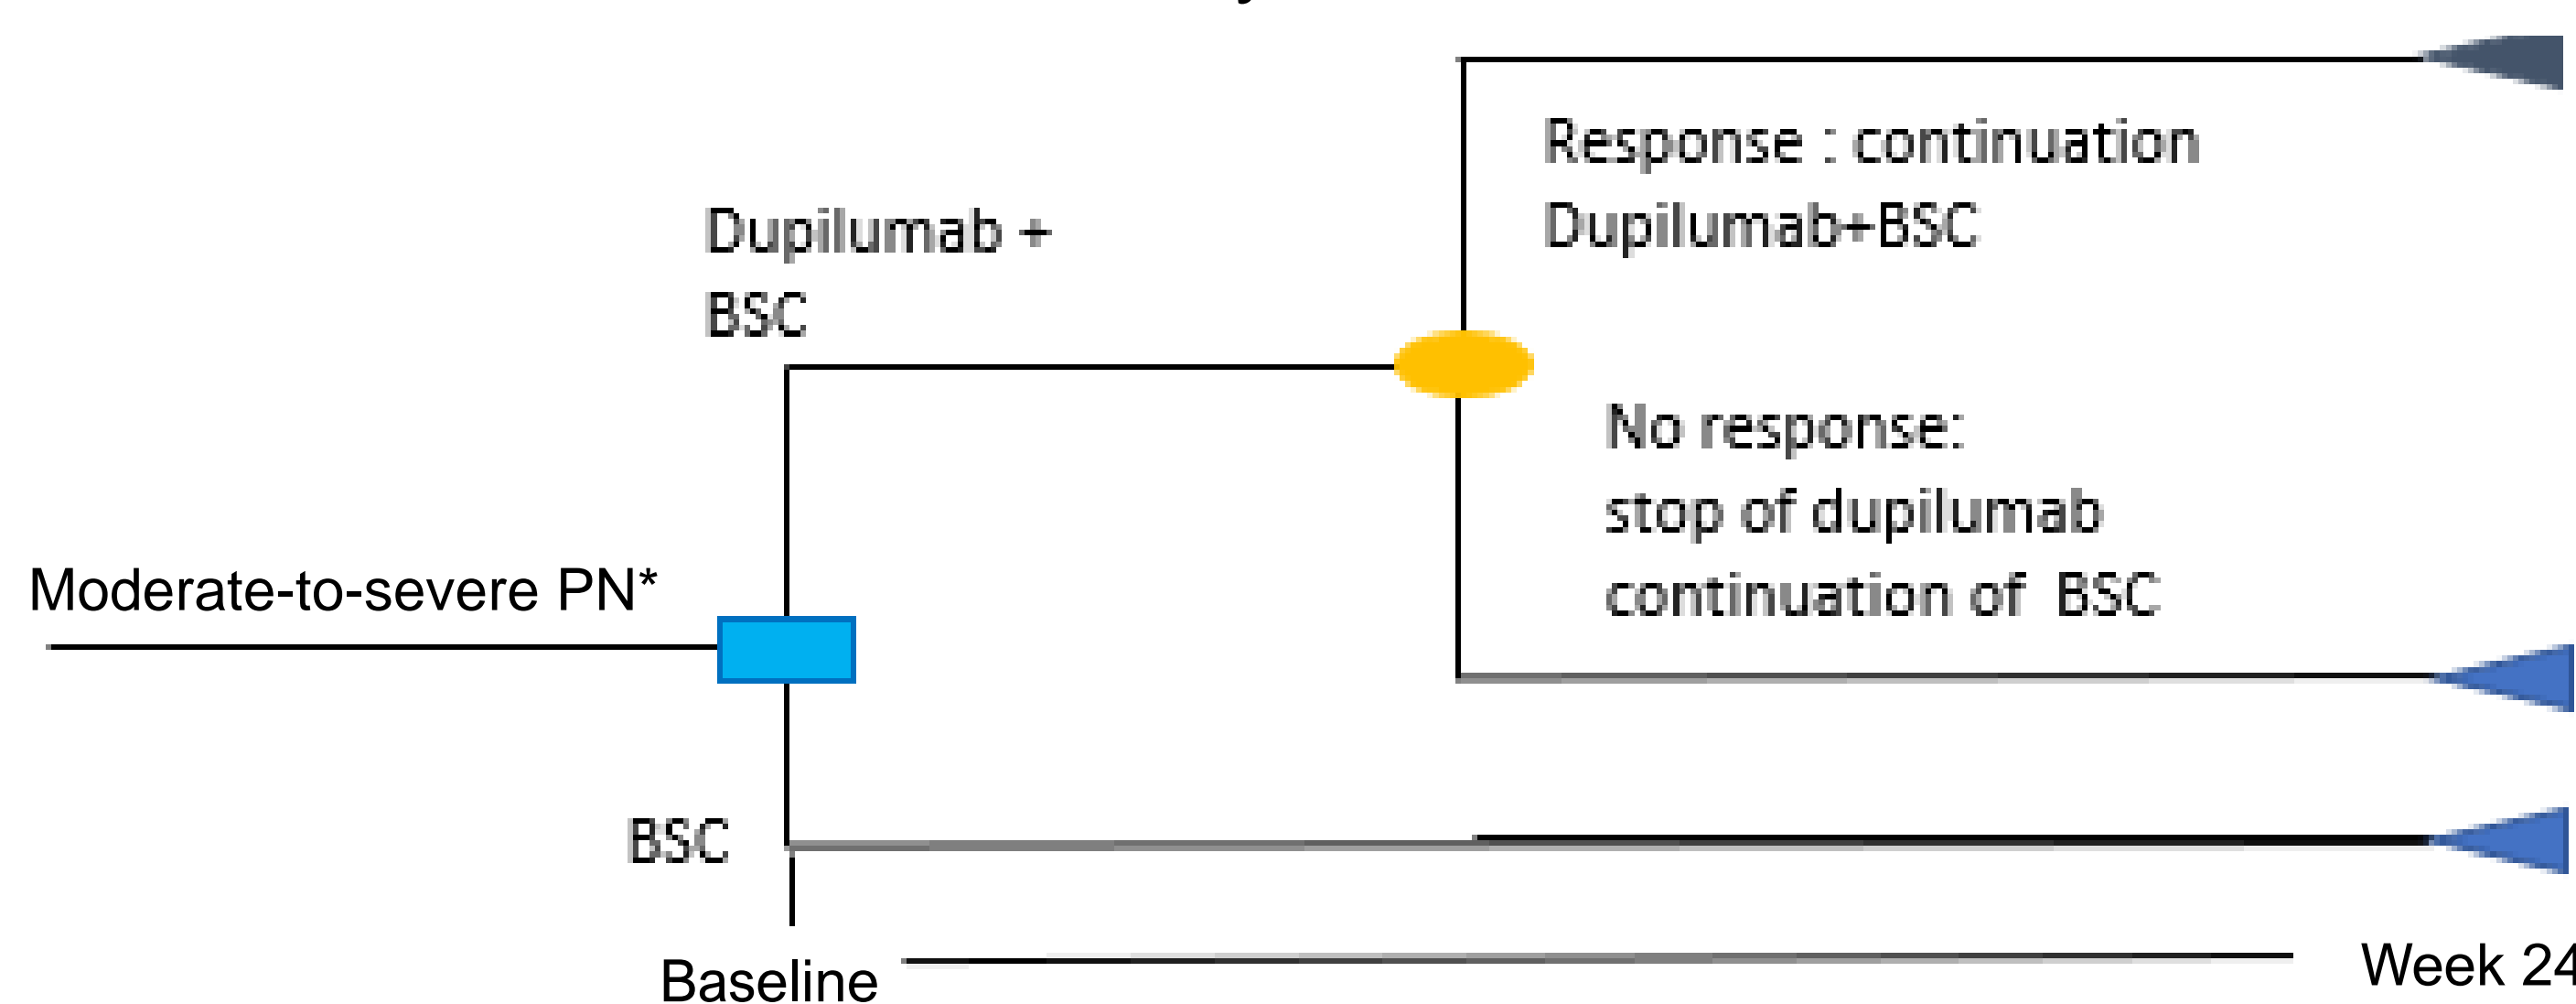 Response : continuation
Dupilumab+BSC
Dupilumab +
BSC
No response:
stop of dupilumab
continuation of BSC
Moderate-to-severe PN*
BSC
Baseline
Week 24